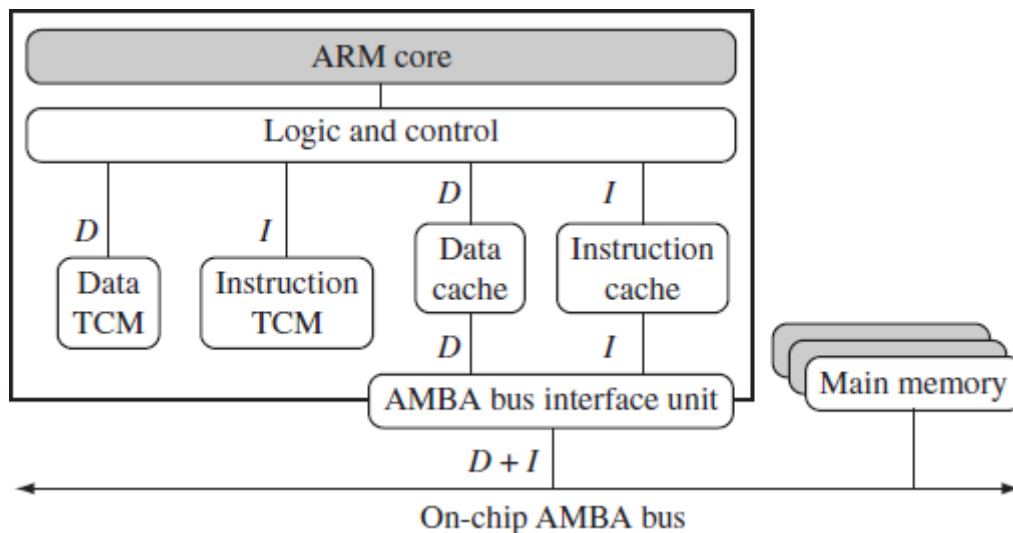 ARM core
Logic and control
D
I
D
I
Data
TCM
Instruction
TCM
Data
cache
Instruction
cache
D
I
Main memory
AMBA bus interface unit
D + I
On-chip AMBA bus